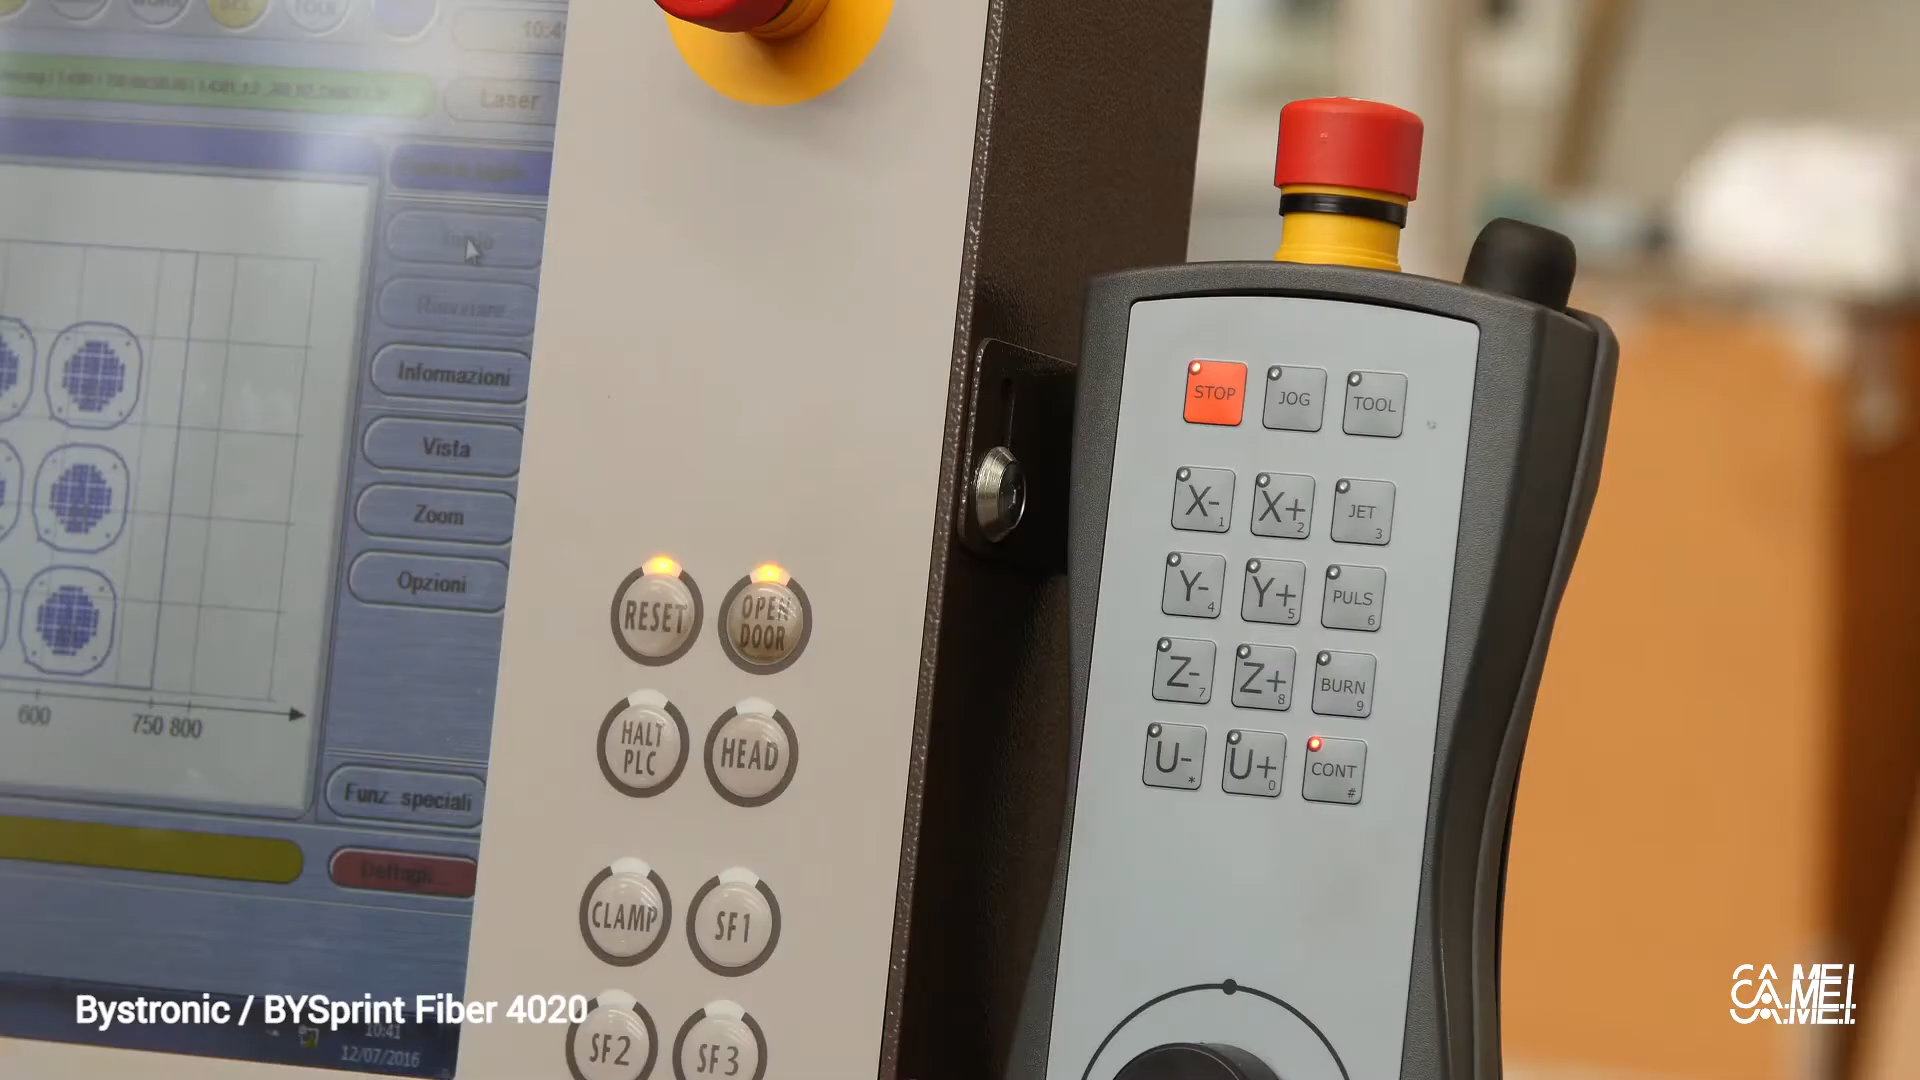 Laser
Informazioni
Vista
Zoom
Opzioni
600
750 800
Funz speciali
Dettagli...
10:41
12/07/2016
RESET
OPEN
DOOR
HALT
PLC
HEAD
CLAMP
SF1
SF2
SF3
STOP
JOG
TOOL
X- 1
X+ 2
JET 3
Y- 4
Y+ 5
PULS 6
Z- 7
Z+ 8
BURN 9
U- *
U+ 0
CONT #
Bystronic / BYSprint Fiber 4020
CA.ME.I.